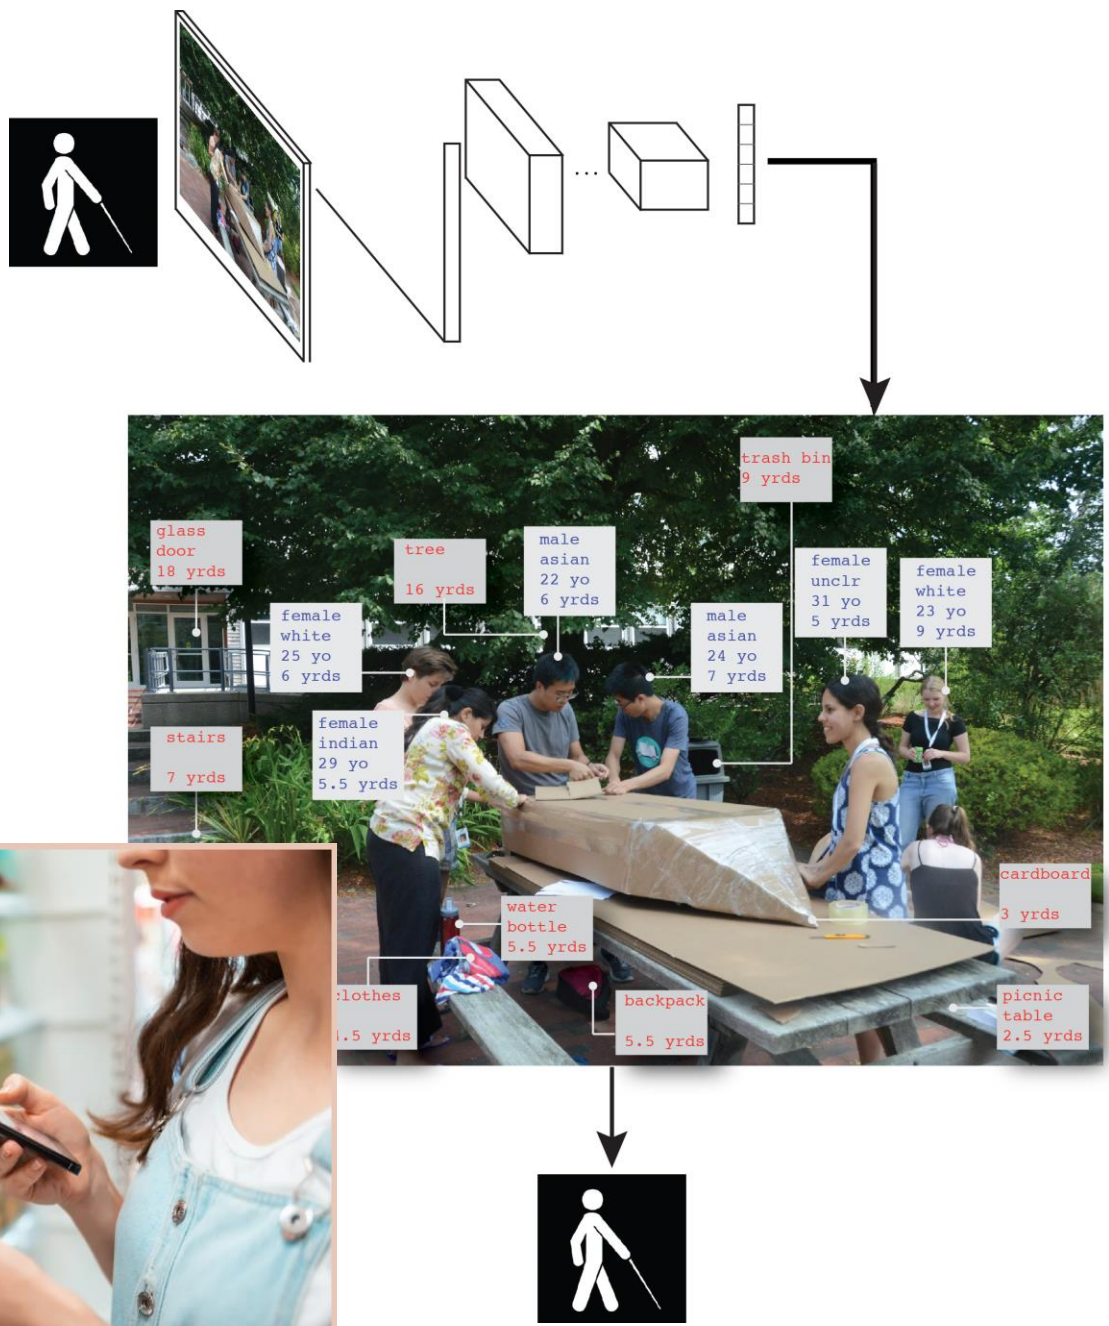 trash bin
9 yrds
glass
door
18 yrds
tree
16 yrds
male
asian
22 yo
6 yrds
female
unclr
31 yo
5 yrds
female
white
23 yo
9 yrds
female
white
25 yo
6 yrds
male
asian
24 yo
7 yrds
female
indian
29 yo
5.5 yrds
stairs
7 yrds
cardboard
3 yrds
water
bottle
5.5 yrds
clothes
.5 yrds
backpack
5.5 yrds
picnic
table
2.5 yrds